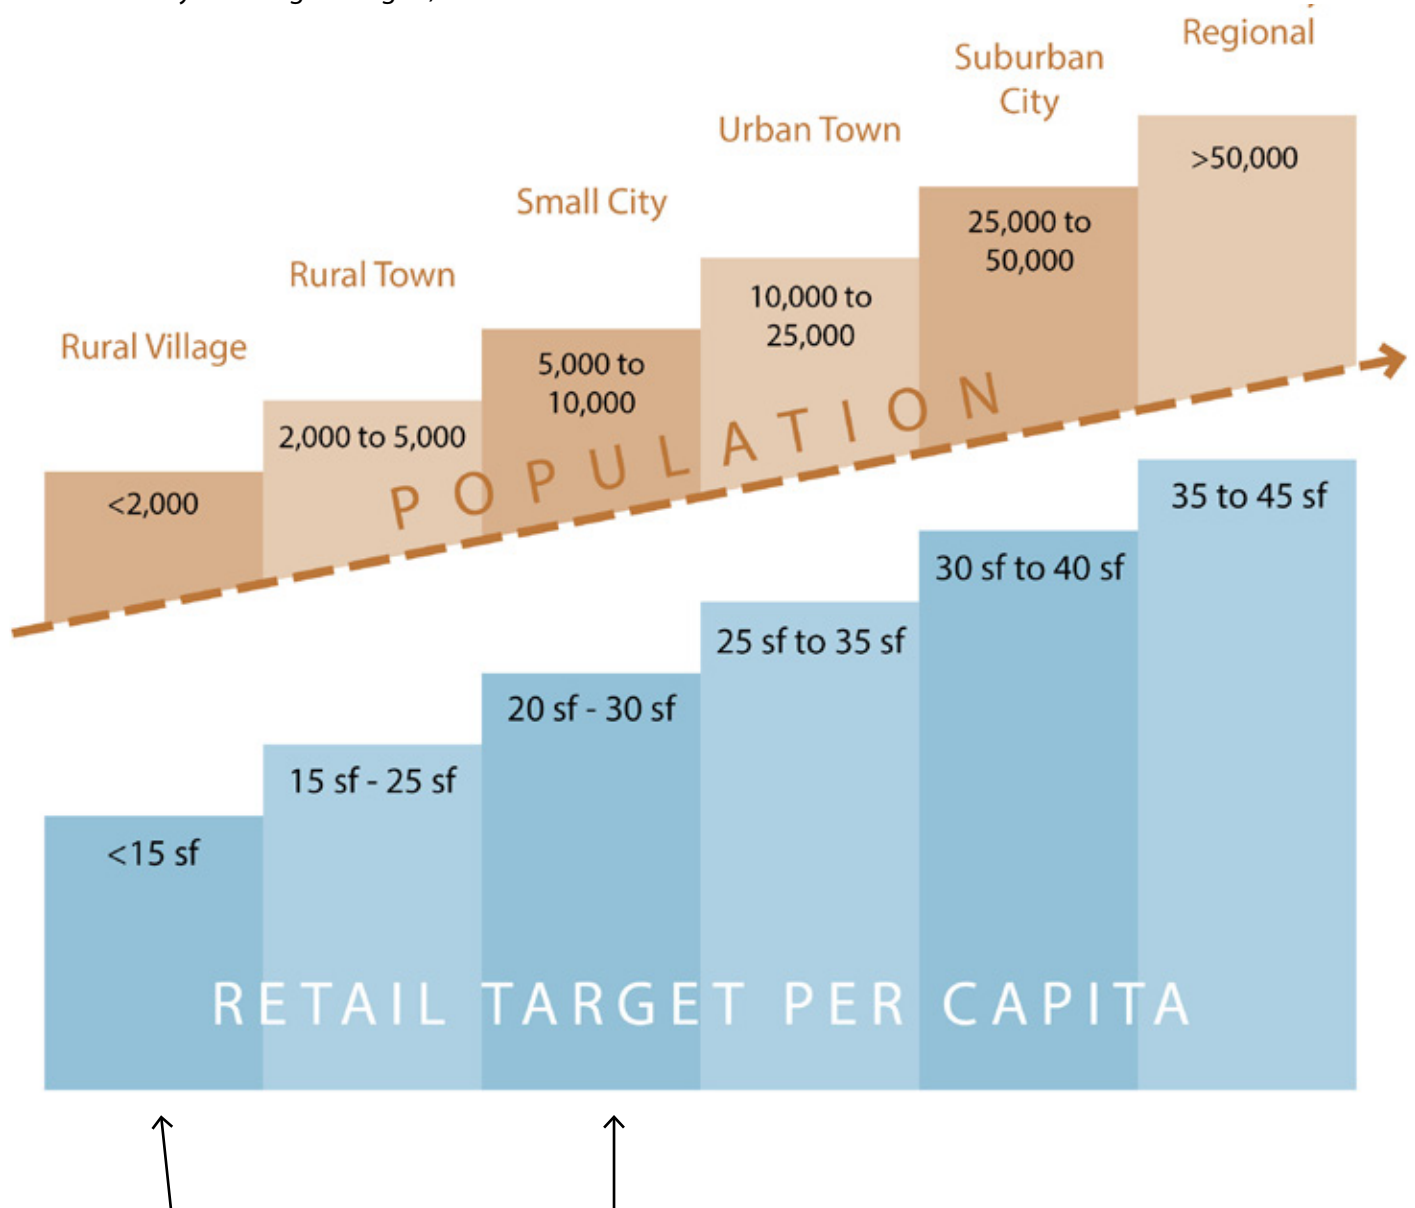 Regional
Suburban
City
Urban Town
Small City
Rural Town
Rural Village
>50,000
25,000 to
50,000
10,000 to
25,000
5,000 to
10,000
2,000 to 5,000
<2,000
POPULATION
35 to 45 sf
30 sf to 40 sf
25 sf to 35 sf
20 sf - 30 sf
15 sf - 25 sf
<15 sf
RETAIL TARGET PER CAPITA